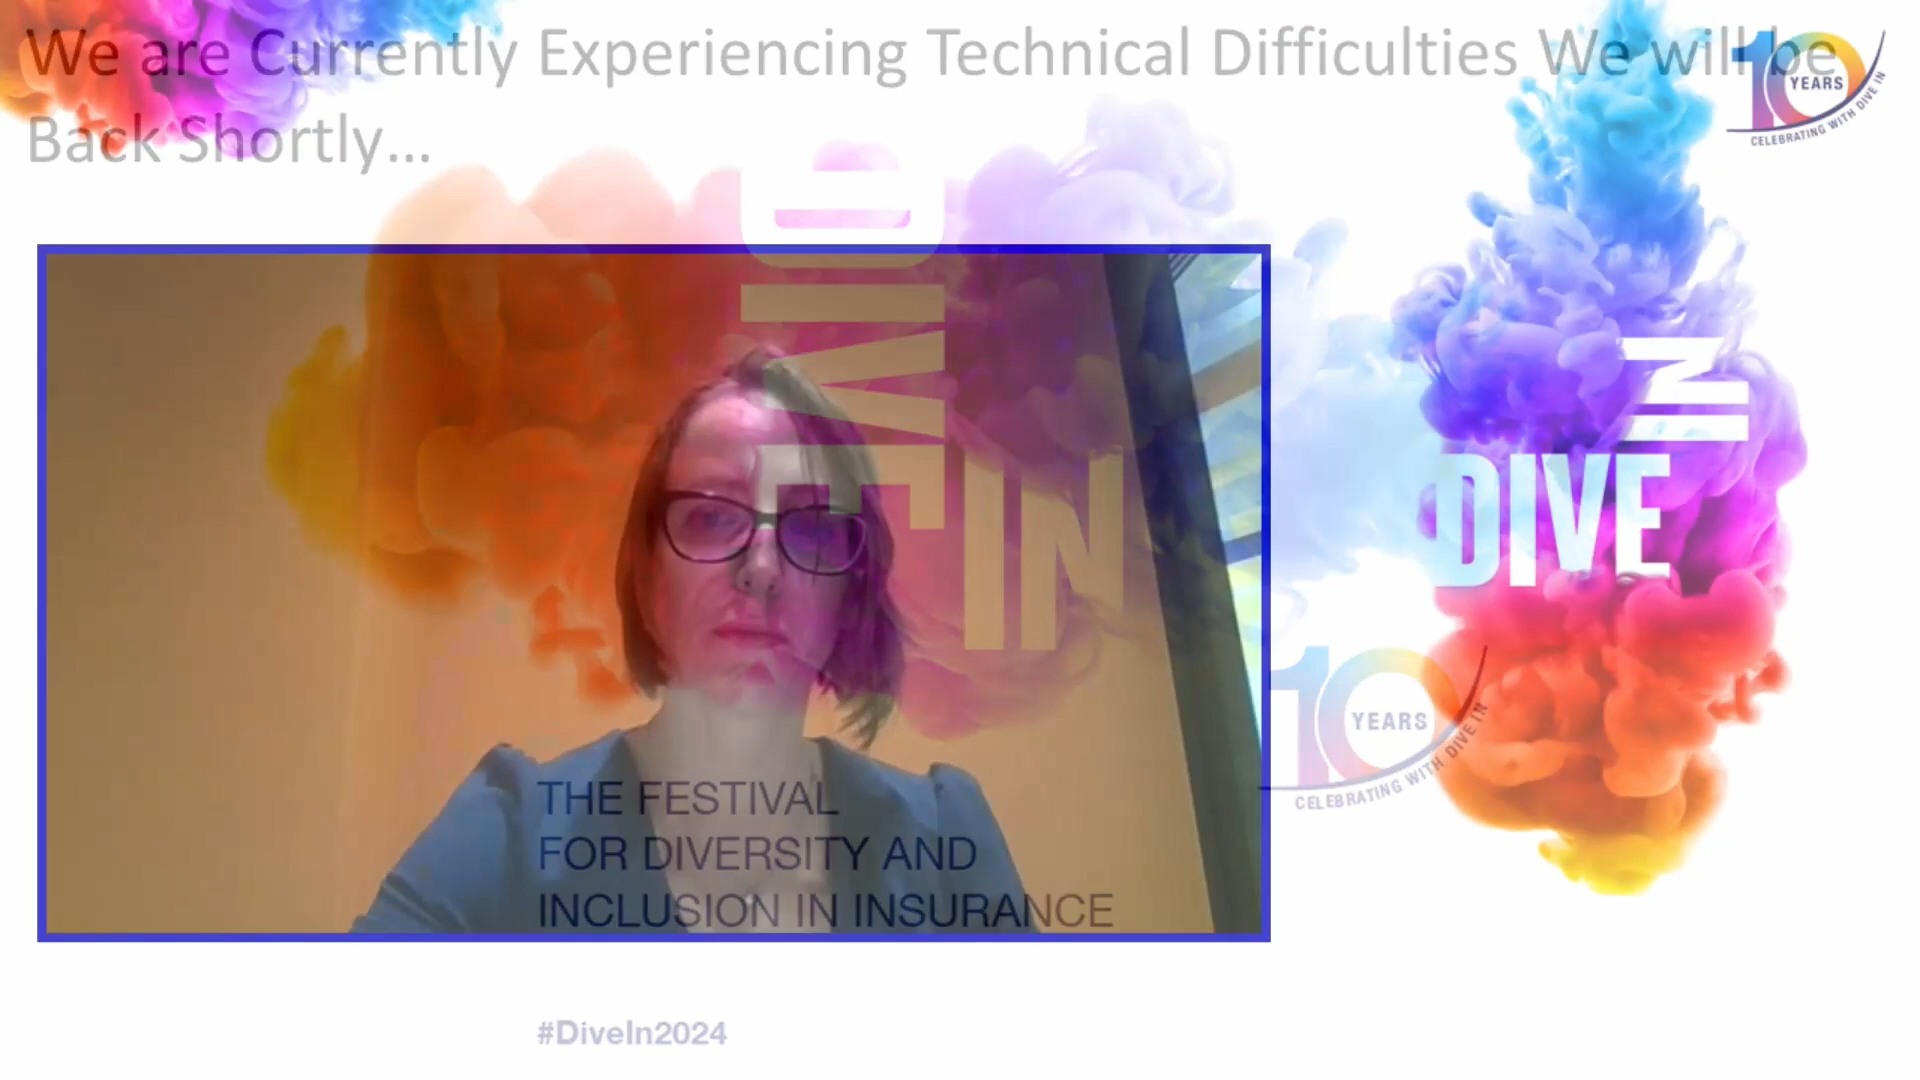 We are Currently Experiencing Technical Difficulties We will be
Back Shortly...
10
YEARS
CELEBRATING WITH DIVE IN
DIVE
IN
DIVE
IN
10
YEARS
CELEBRATING WITH DIVE IN
THE FESTIVAL
FOR DIVERSITY AND
INCLUSION IN INSURANCE
#DiveIn2024